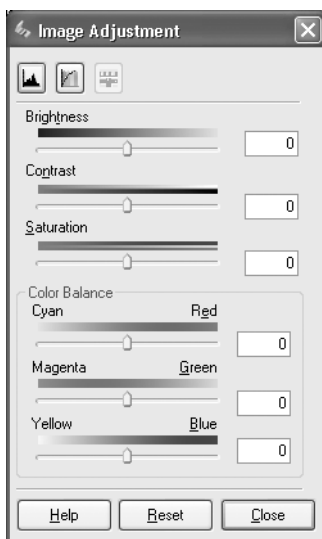 Image Adjustment
Brightness
0
Contrast
0
Saturation
0
Color Balance
Cyan Red
0
Magenta Green
0
Yellow Blue
0
Help Reset Close